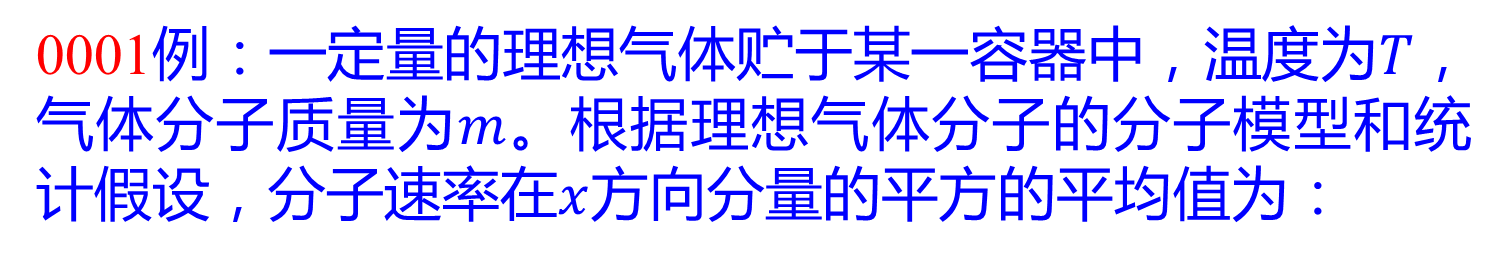 0001例：一定量的理想气体贮于某一容器中，温度为T，
气体分子质量为m。根据理想气体分子的分子模型和统
计假设，分子速率在x方向分量的平方的平均值为：